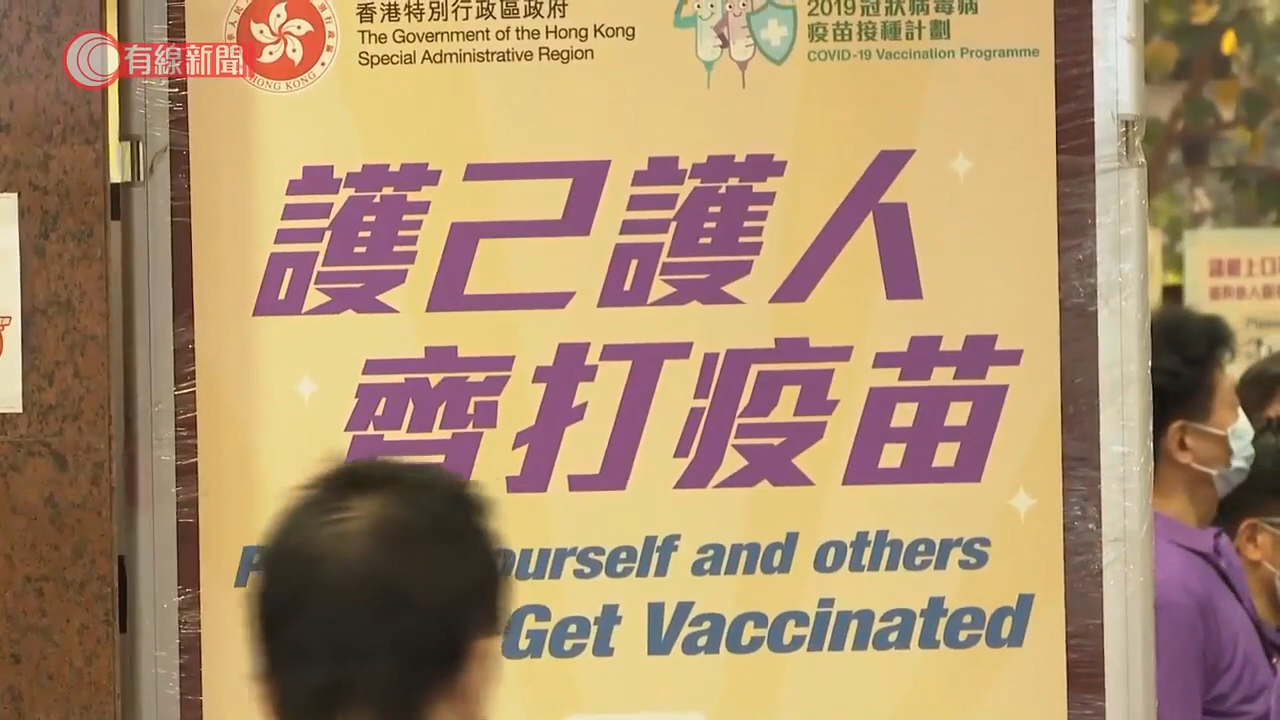 有線新聞
香港特別行政區政府
The Government of the Hong Kong
Special Administrative Region
HONG KONG
2019冠狀病毒病
疫苗接種計劃
COVID-19 Vaccination Programme
護己護人
齊打疫苗
ourself and others
Get Vaccinated